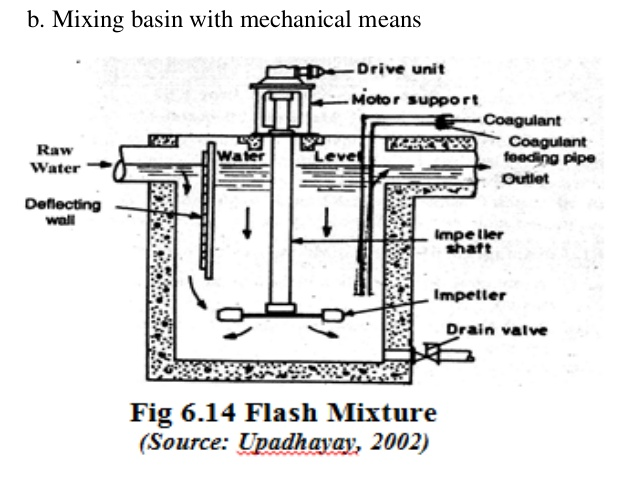 b. Mixing basin with mechanical means
Drive unit
Motor support
Coagulant
Coagulant
feeding pipe
Raw
Water
Water Level
Outlet
Deflecting
wall
Impeller
shaft
Impeller
Drain valve
Fig 6.14 Flash Mixture
(Source: Upadhayay, 2002)